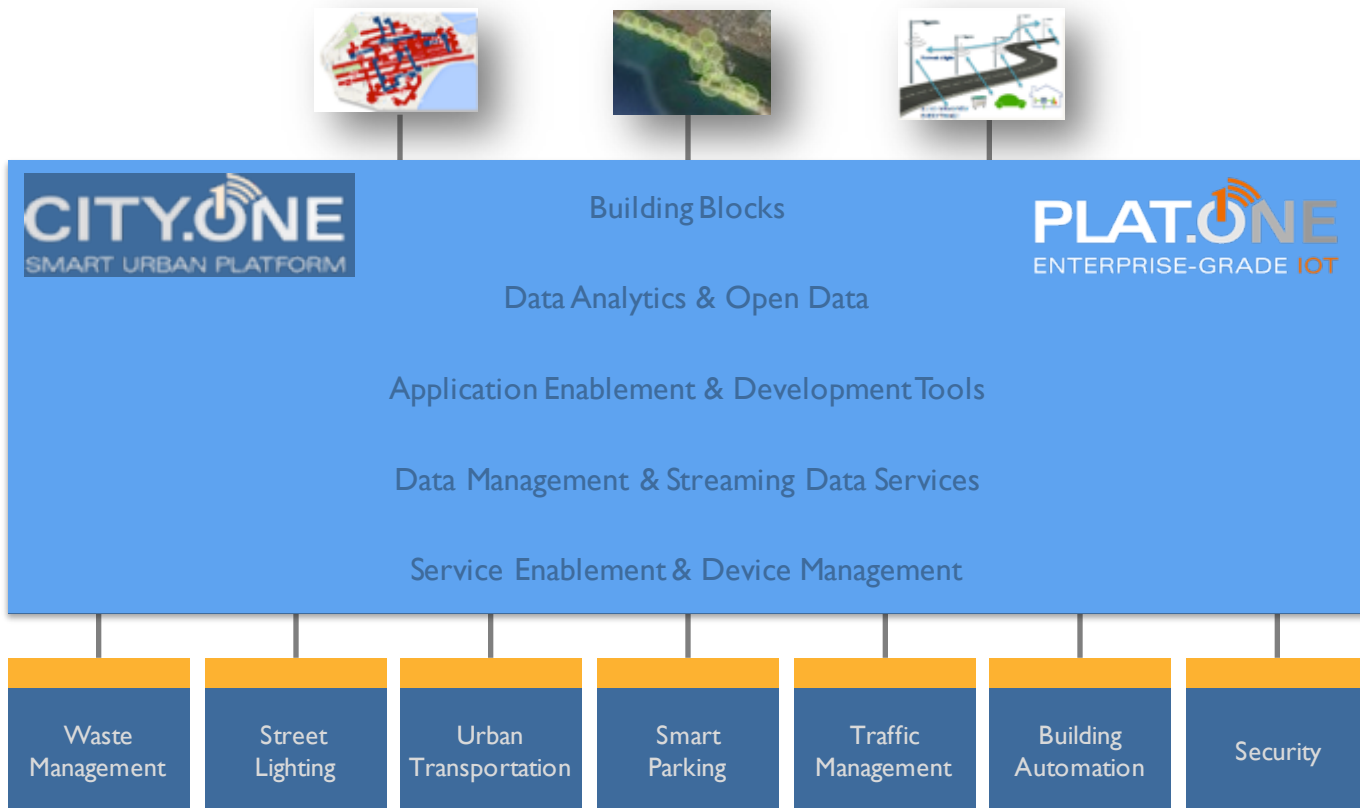 CITY.ONE
SMART URBAN PLATFORM
Building Blocks
PLAT.ONE
ENTERPRISE-GRADE IOT
Data Analytics & Open Data
Application Enablement & Development Tools
Data Management & Streaming Data Services
Service Enablement & Device Management
Waste
Management
Street
Lighting
Urban
Transportation
Smart
Parking
Traffic
Management
Building
Automation
Security